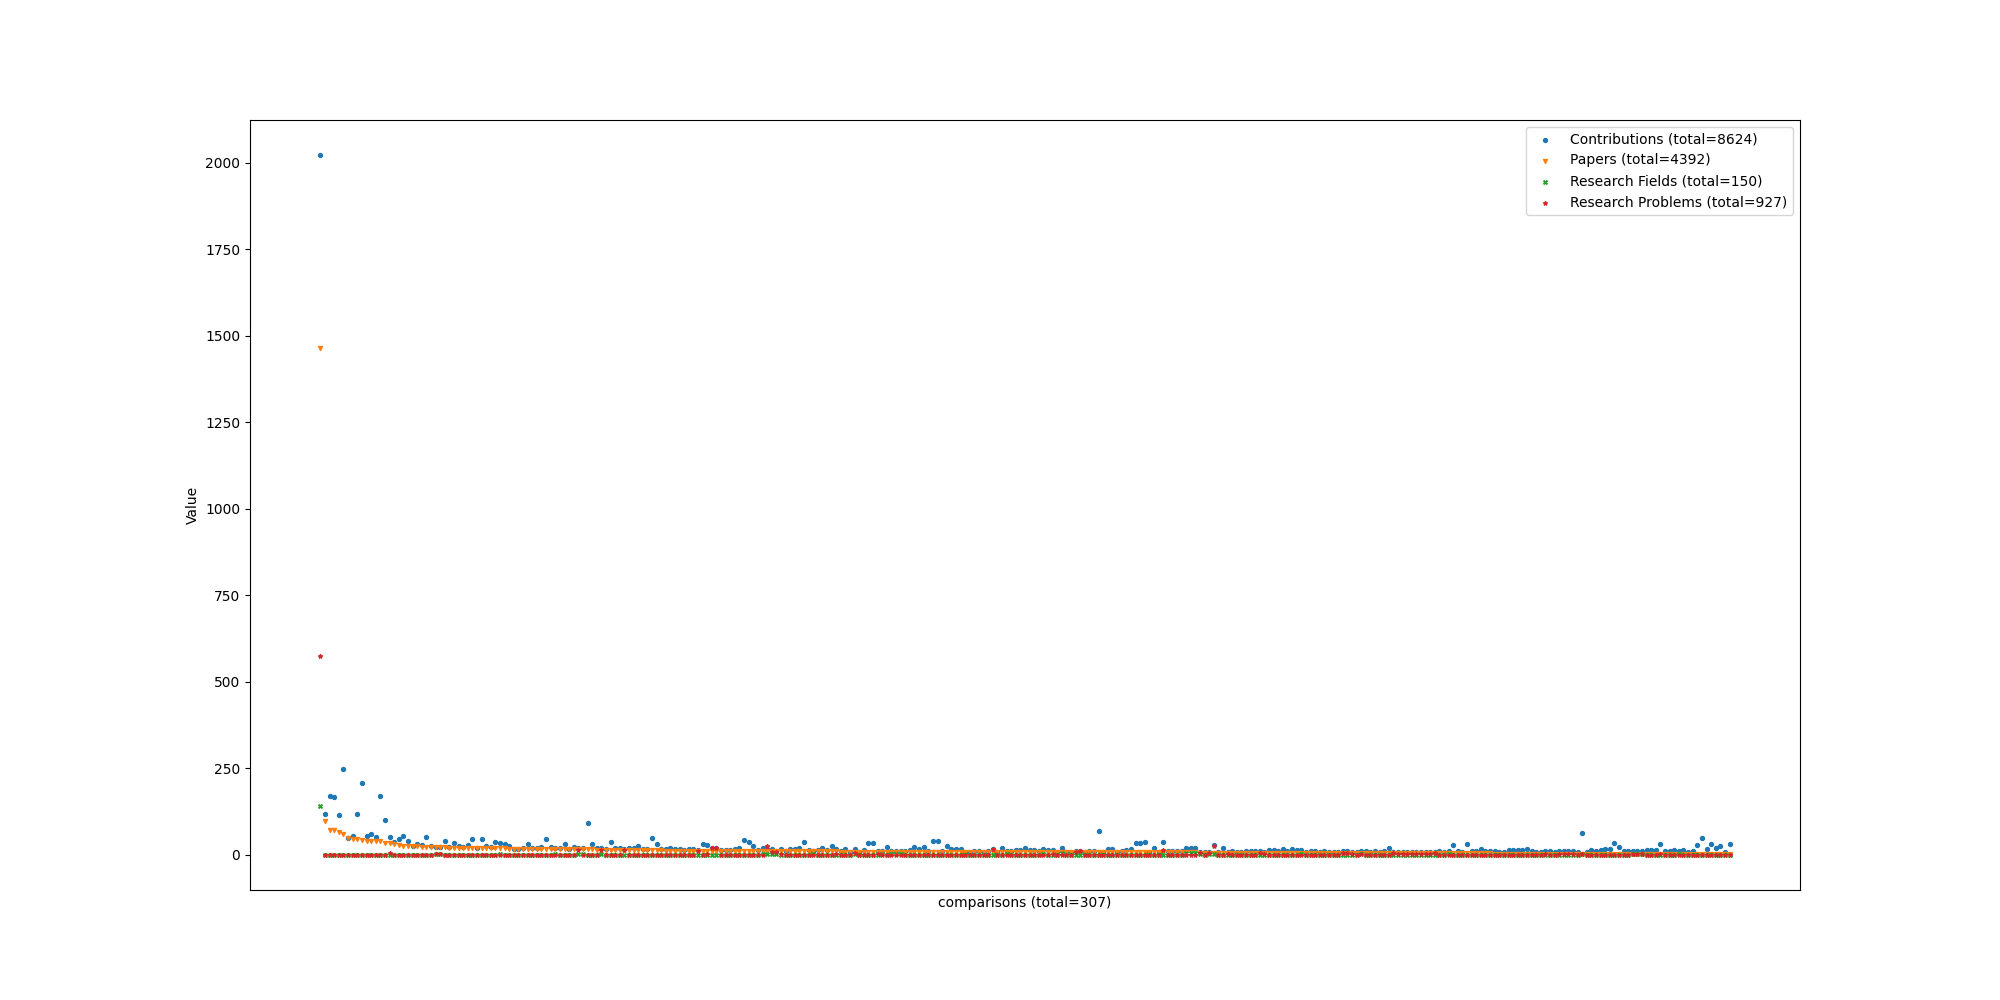 Contributions (total=8624)
Papers (total=4392)
Research Fields (total=150)
Research Problems (total=927)
2000
1750
1500
1250
1000
750
500
250
0
Value
comparisons (total=307)